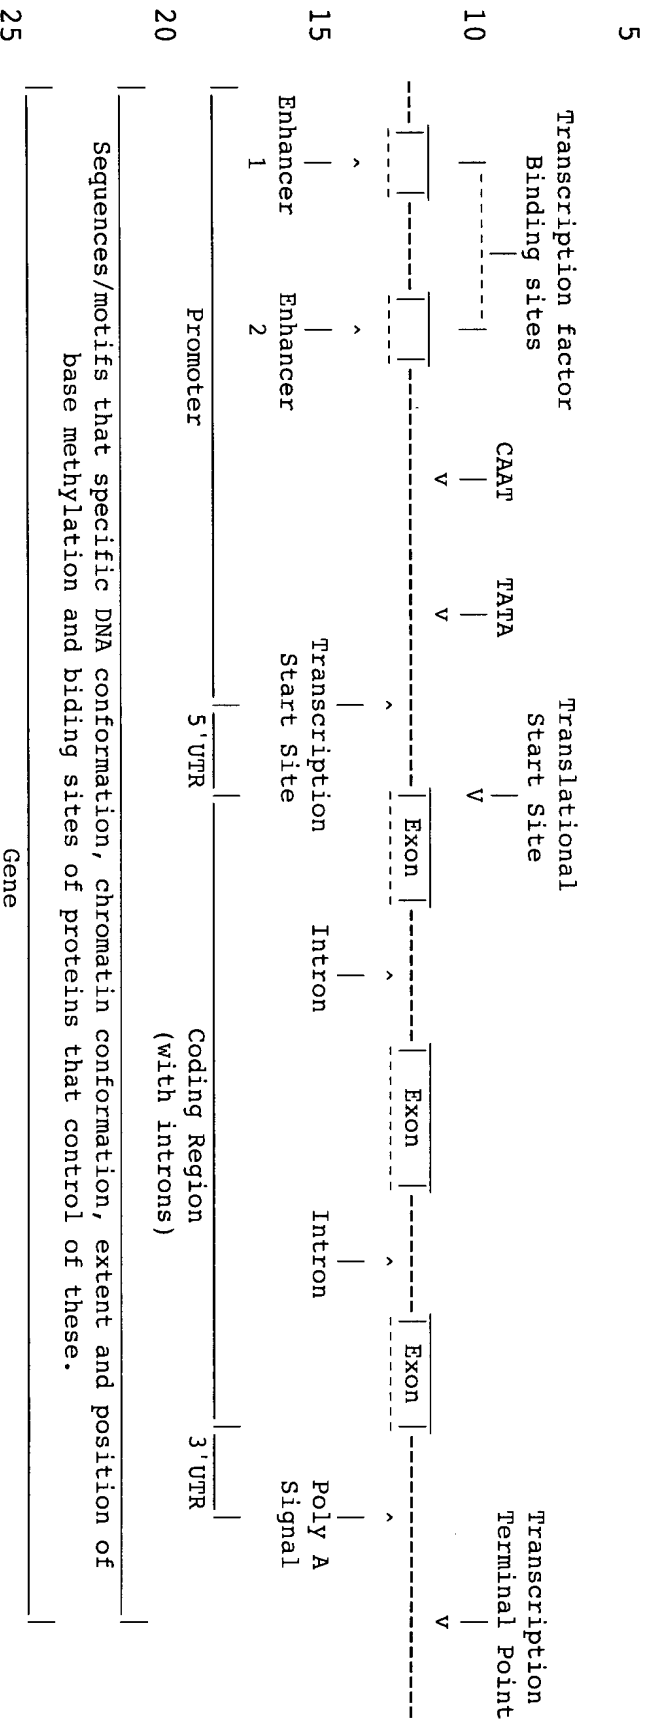 5
Transcription factor
Binding sites
Translational
Start Site
Transcription
Terminal Point
10
CAAT
TATA
Exon
Exon
Exon
15
Enhancer
1
Enhancer
2
Transcription
Start Site
Intron
Intron
Poly A
Signal
20
Promoter
5'UTR
Coding Region
(with introns)
3'UTR
Sequences/motifs that specific DNA conformation, chromatin conformation, extent and position of
base methylation and biding sites of proteins that control of these.
25
Gene